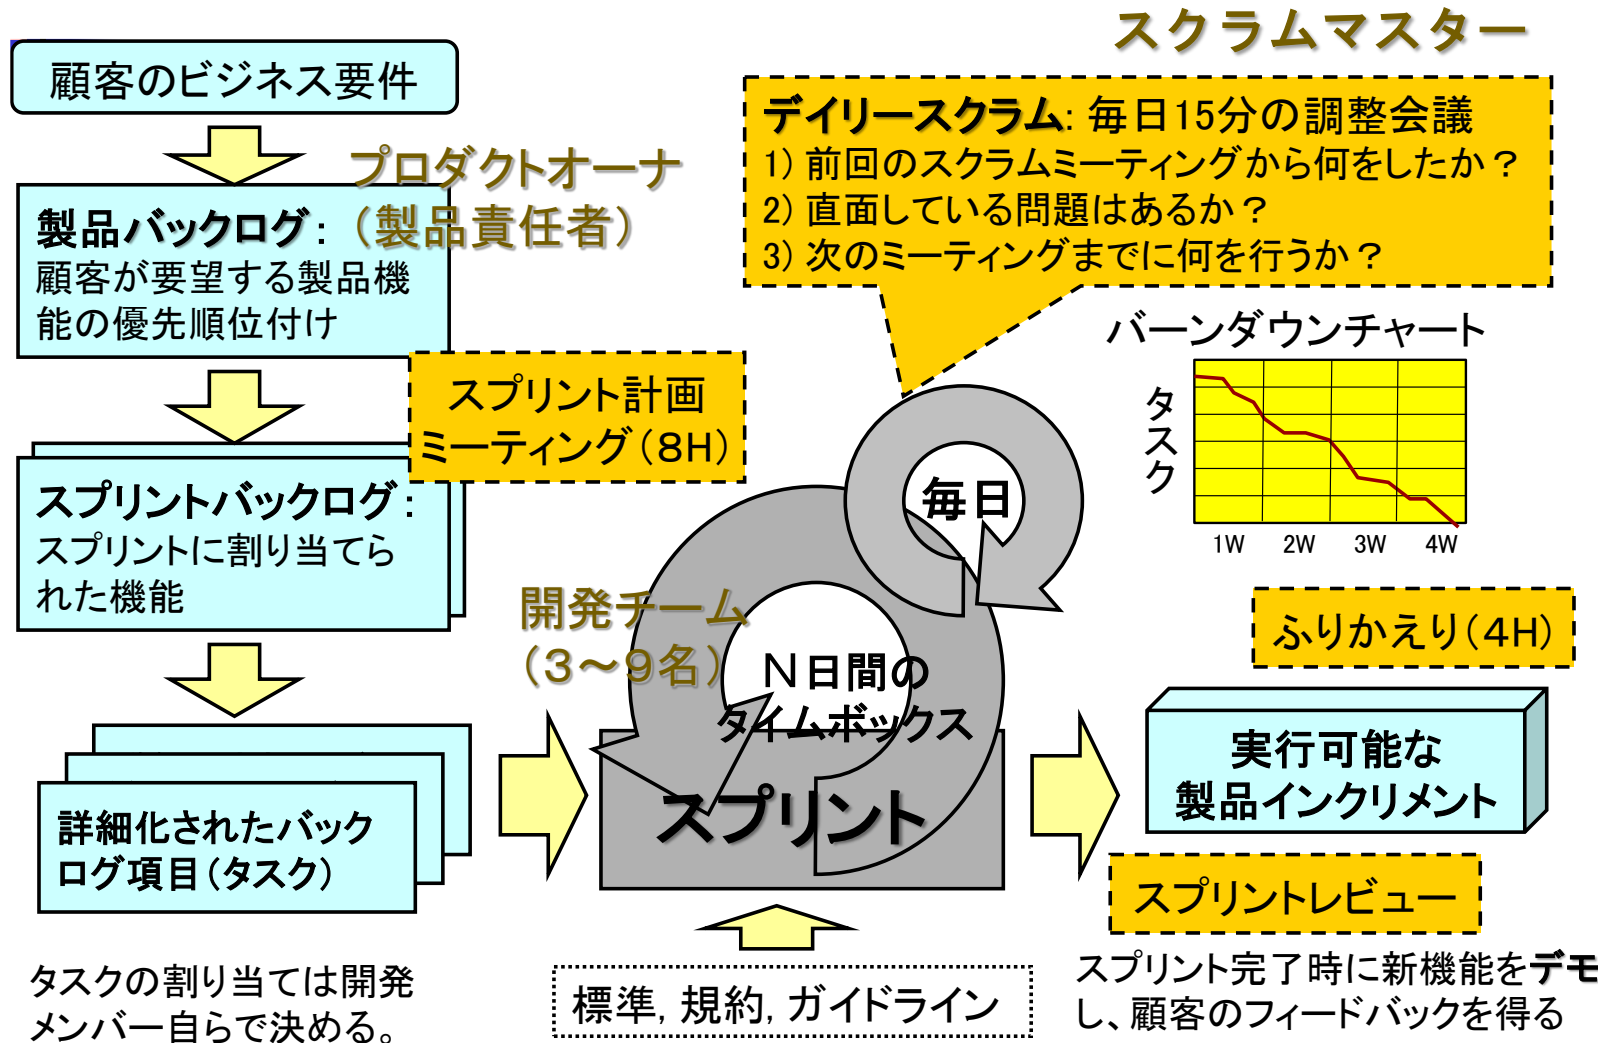 スクラムマスター
顧客のビジネス要件
デイリースクラム: 毎日15分の調整会議
1) 前回のスクラムミーティングから何をしたか？
2) 直面している問題はあるか？
3) 次のミーティングまでに何を行うか？
プロダクトオーナ
（製品責任者）
製品バックログ:
顧客が要望する製品機
能の優先順位付け
スプリント計画
ミーティング（8H）
バーンダウンチャート
タスク
1W 2W 3W 4W
毎日
スプリントバックログ:
スプリントに割り当てら
れた機能
開発チーム
（3～9名）
N日間の
タイムボックス
スプリント
ふりかえり（4H）
実行可能な
製品インクリメント
詳細化されたバック
ログ項目（タスク）
スプリントレビュー
タスクの割り当ては開発
メンバー自らで決める。
標準, 規約, ガイドライン
スプリント完了時に新機能をデモ
し、顧客のフィードバックを得る